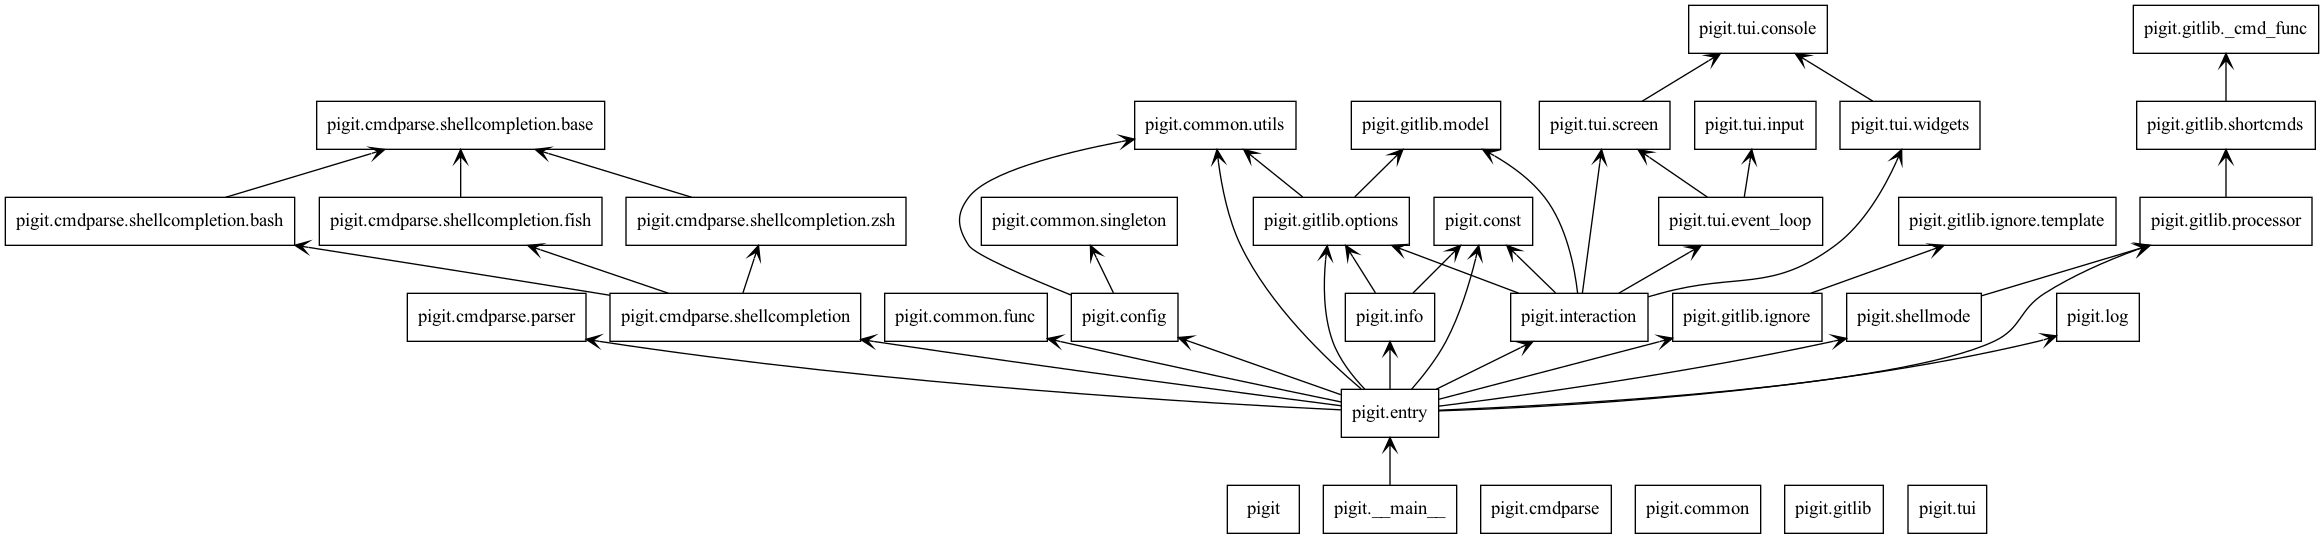 pigit.tui.console
pigit.gitlib._cmd_func
pigit.cmdparse.shellcompletion.base
pigit.common.utils
pigit.gitlib.model
pigit.tui.screen
pigit.tui.input
pigit.tui.widgets
pigit.gitlib.shortcmds
pigit.cmdparse.shellcompletion.bash
pigit.cmdparse.shellcompletion.fish
pigit.cmdparse.shellcompletion.zsh
pigit.common.singleton
pigit.gitlib.options
pigit.const
pigit.tui.event_loop
pigit.gitlib.ignore.template
pigit.gitlib.processor
pigit.cmdparse.parser
pigit.cmdparse.shellcompletion
pigit.common.func
pigit.config
pigit.info
pigit.interaction
pigit.gitlib.ignore
pigit.shellmode
pigit.log
pigit.entry
pigit
pigit.__main__
pigit.cmdparse
pigit.common
pigit.gitlib
pigit.tui